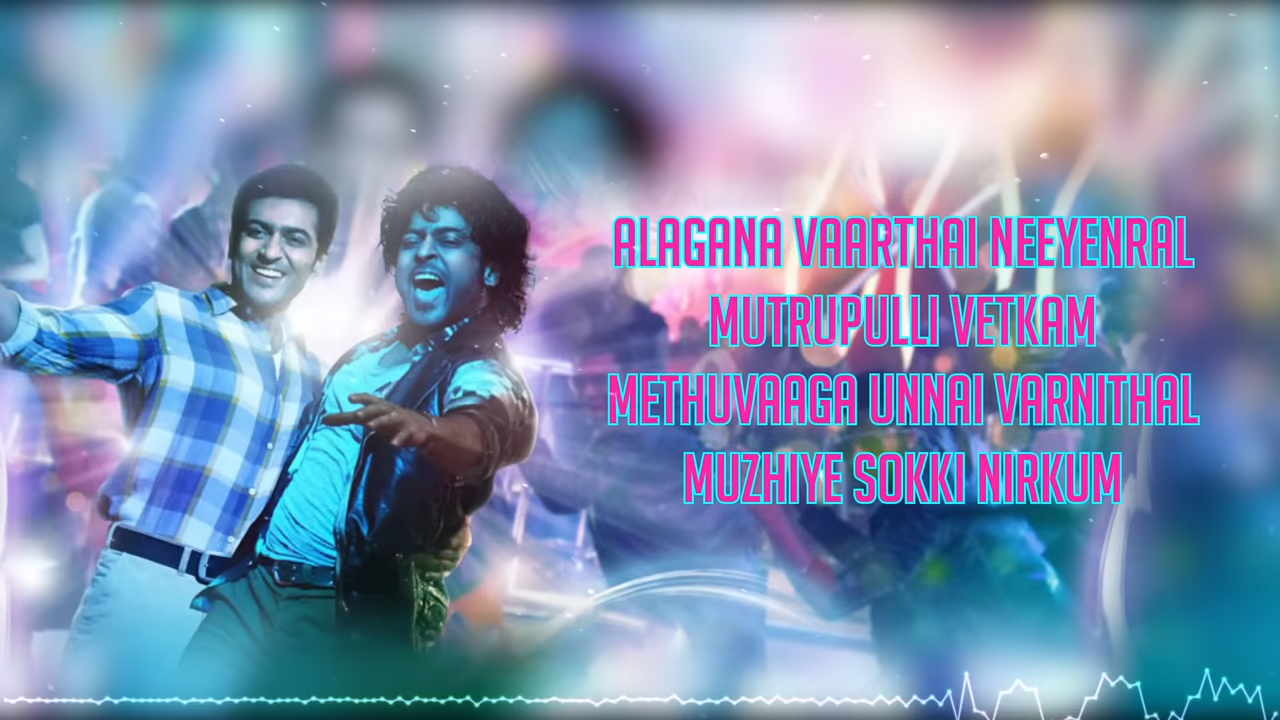 ALAGANA VAARTHAI NEEYENRAL
MUTRUPULLI VETKAM
METHUVAAGA UNNAI VARNITHAL
MUZHIYE SOKKI NIRKUM